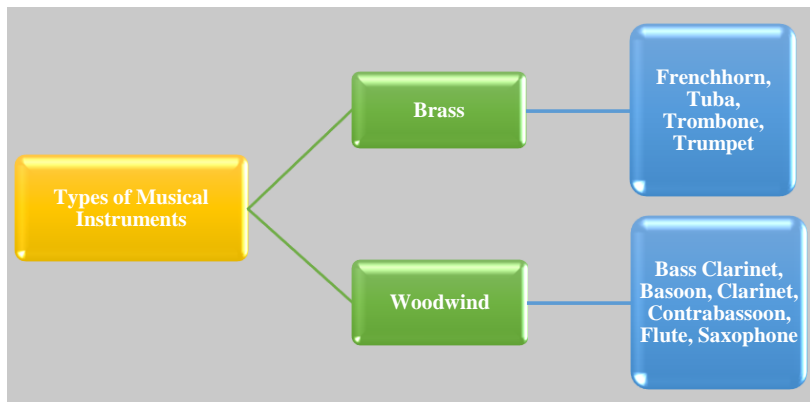 Types of Musical
Instruments
Brass
Frenchhorn,
Tuba,
Trombone,
Trumpet
Woodwind
Bass Clarinet,
Basoon, Clarinet,
Contrabassoon,
Flute, Saxophone